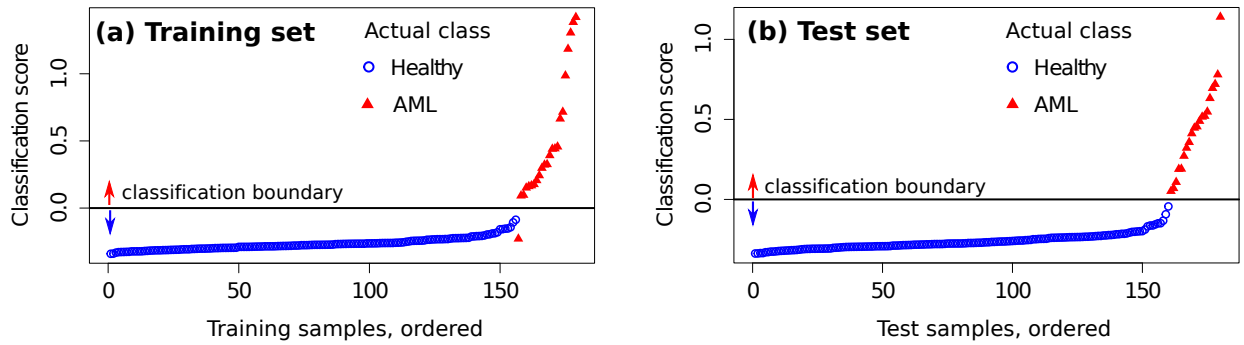 (a) Training set
Actual class
Healthy
AML
classification boundary
Classification score
0.0
0.5
1.0
0
50
100
150
Training samples, ordered
(b) Test set
Actual class
Healthy
AML
classification boundary
Classification score
0.0
0.5
1.0
0
50
100
150
Test samples, ordered